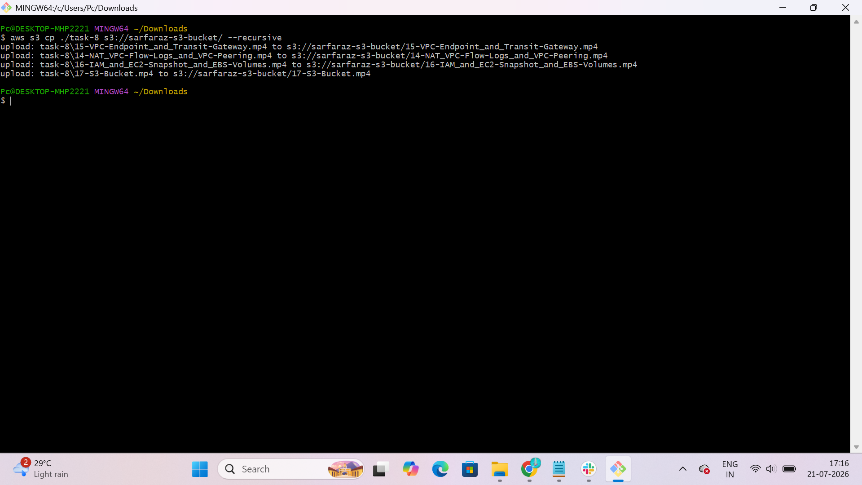 MINGW64:/c/Users/Pc/Downloads
Pc@DESKTOP-MHP2221 MINGW64 ~/Downloads
$ aws s3 cp ./task-8 s3://sarfaraz-s3-bucket/ --recursive
upload: task-8\15-VPC-Endpoint_and_Transit-Gateway.mp4 to s3://sarfaraz-s3-bucket/15-VPC-Endpoint_and_Transit-Gateway.mp4
upload: task-8\14-NAT_VPC-Flow-Logs_and_VPC-Peering.mp4 to s3://sarfaraz-s3-bucket/14-NAT_VPC-Flow-Logs_and_VPC-Peering.mp4
upload: task-8\16-IAM_and_EC2-Snapshot_and_EBS-Volumes.mp4 to s3://sarfaraz-s3-bucket/16-IAM_and_EC2-Snapshot_and_EBS-Volumes.mp4
upload: task-8\17-S3-Bucket.mp4 to s3://sarfaraz-s3-bucket/17-S3-Bucket.mp4
Pc@DESKTOP-MHP2221 MINGW64 ~/Downloads
$
2
29°C
Light rain
Search
ENG
IN
17:16
21-07-2026